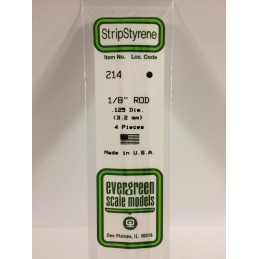 StripStyrene
Item No. Loc. Code
214
1/8" ROD
.125 Dia.
(3.2 mm)
4 Pieces
Made in U.S.A.
evergreen
scale models
Des Plaines, IL 60018